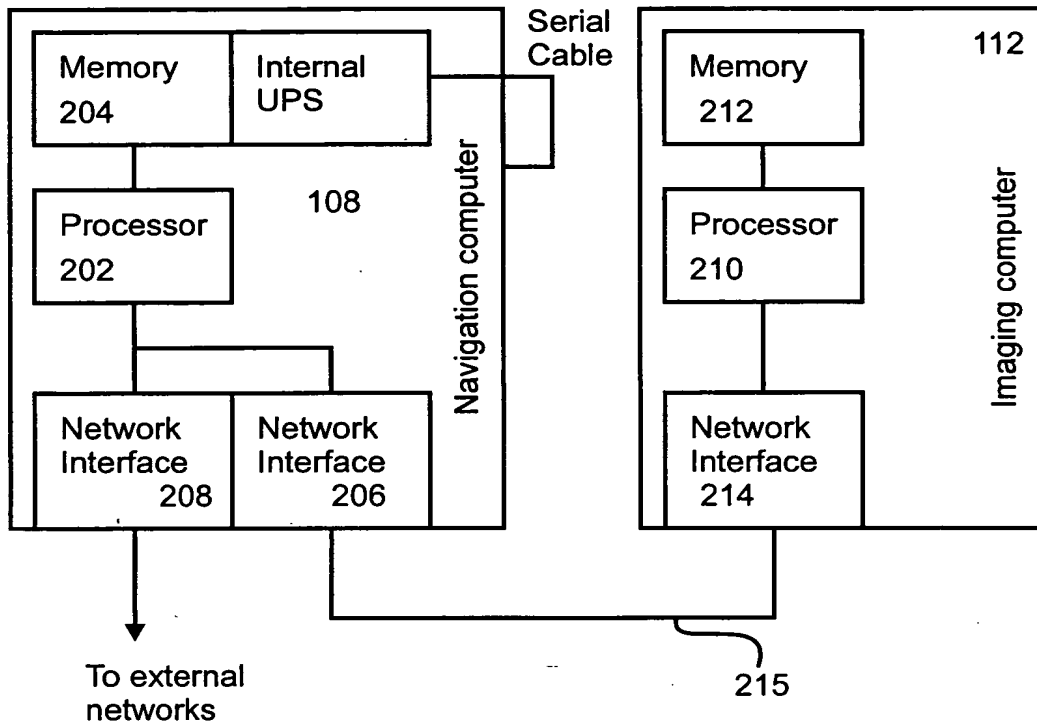 Memory
204
Internal
UPS
Serial
Cable
Processor
202
108
Navigation computer
Network
Interface
208
Network
Interface
206
To external
networks
112
Memory
212
Processor
210
Imaging computer
Network
Interface
214
215